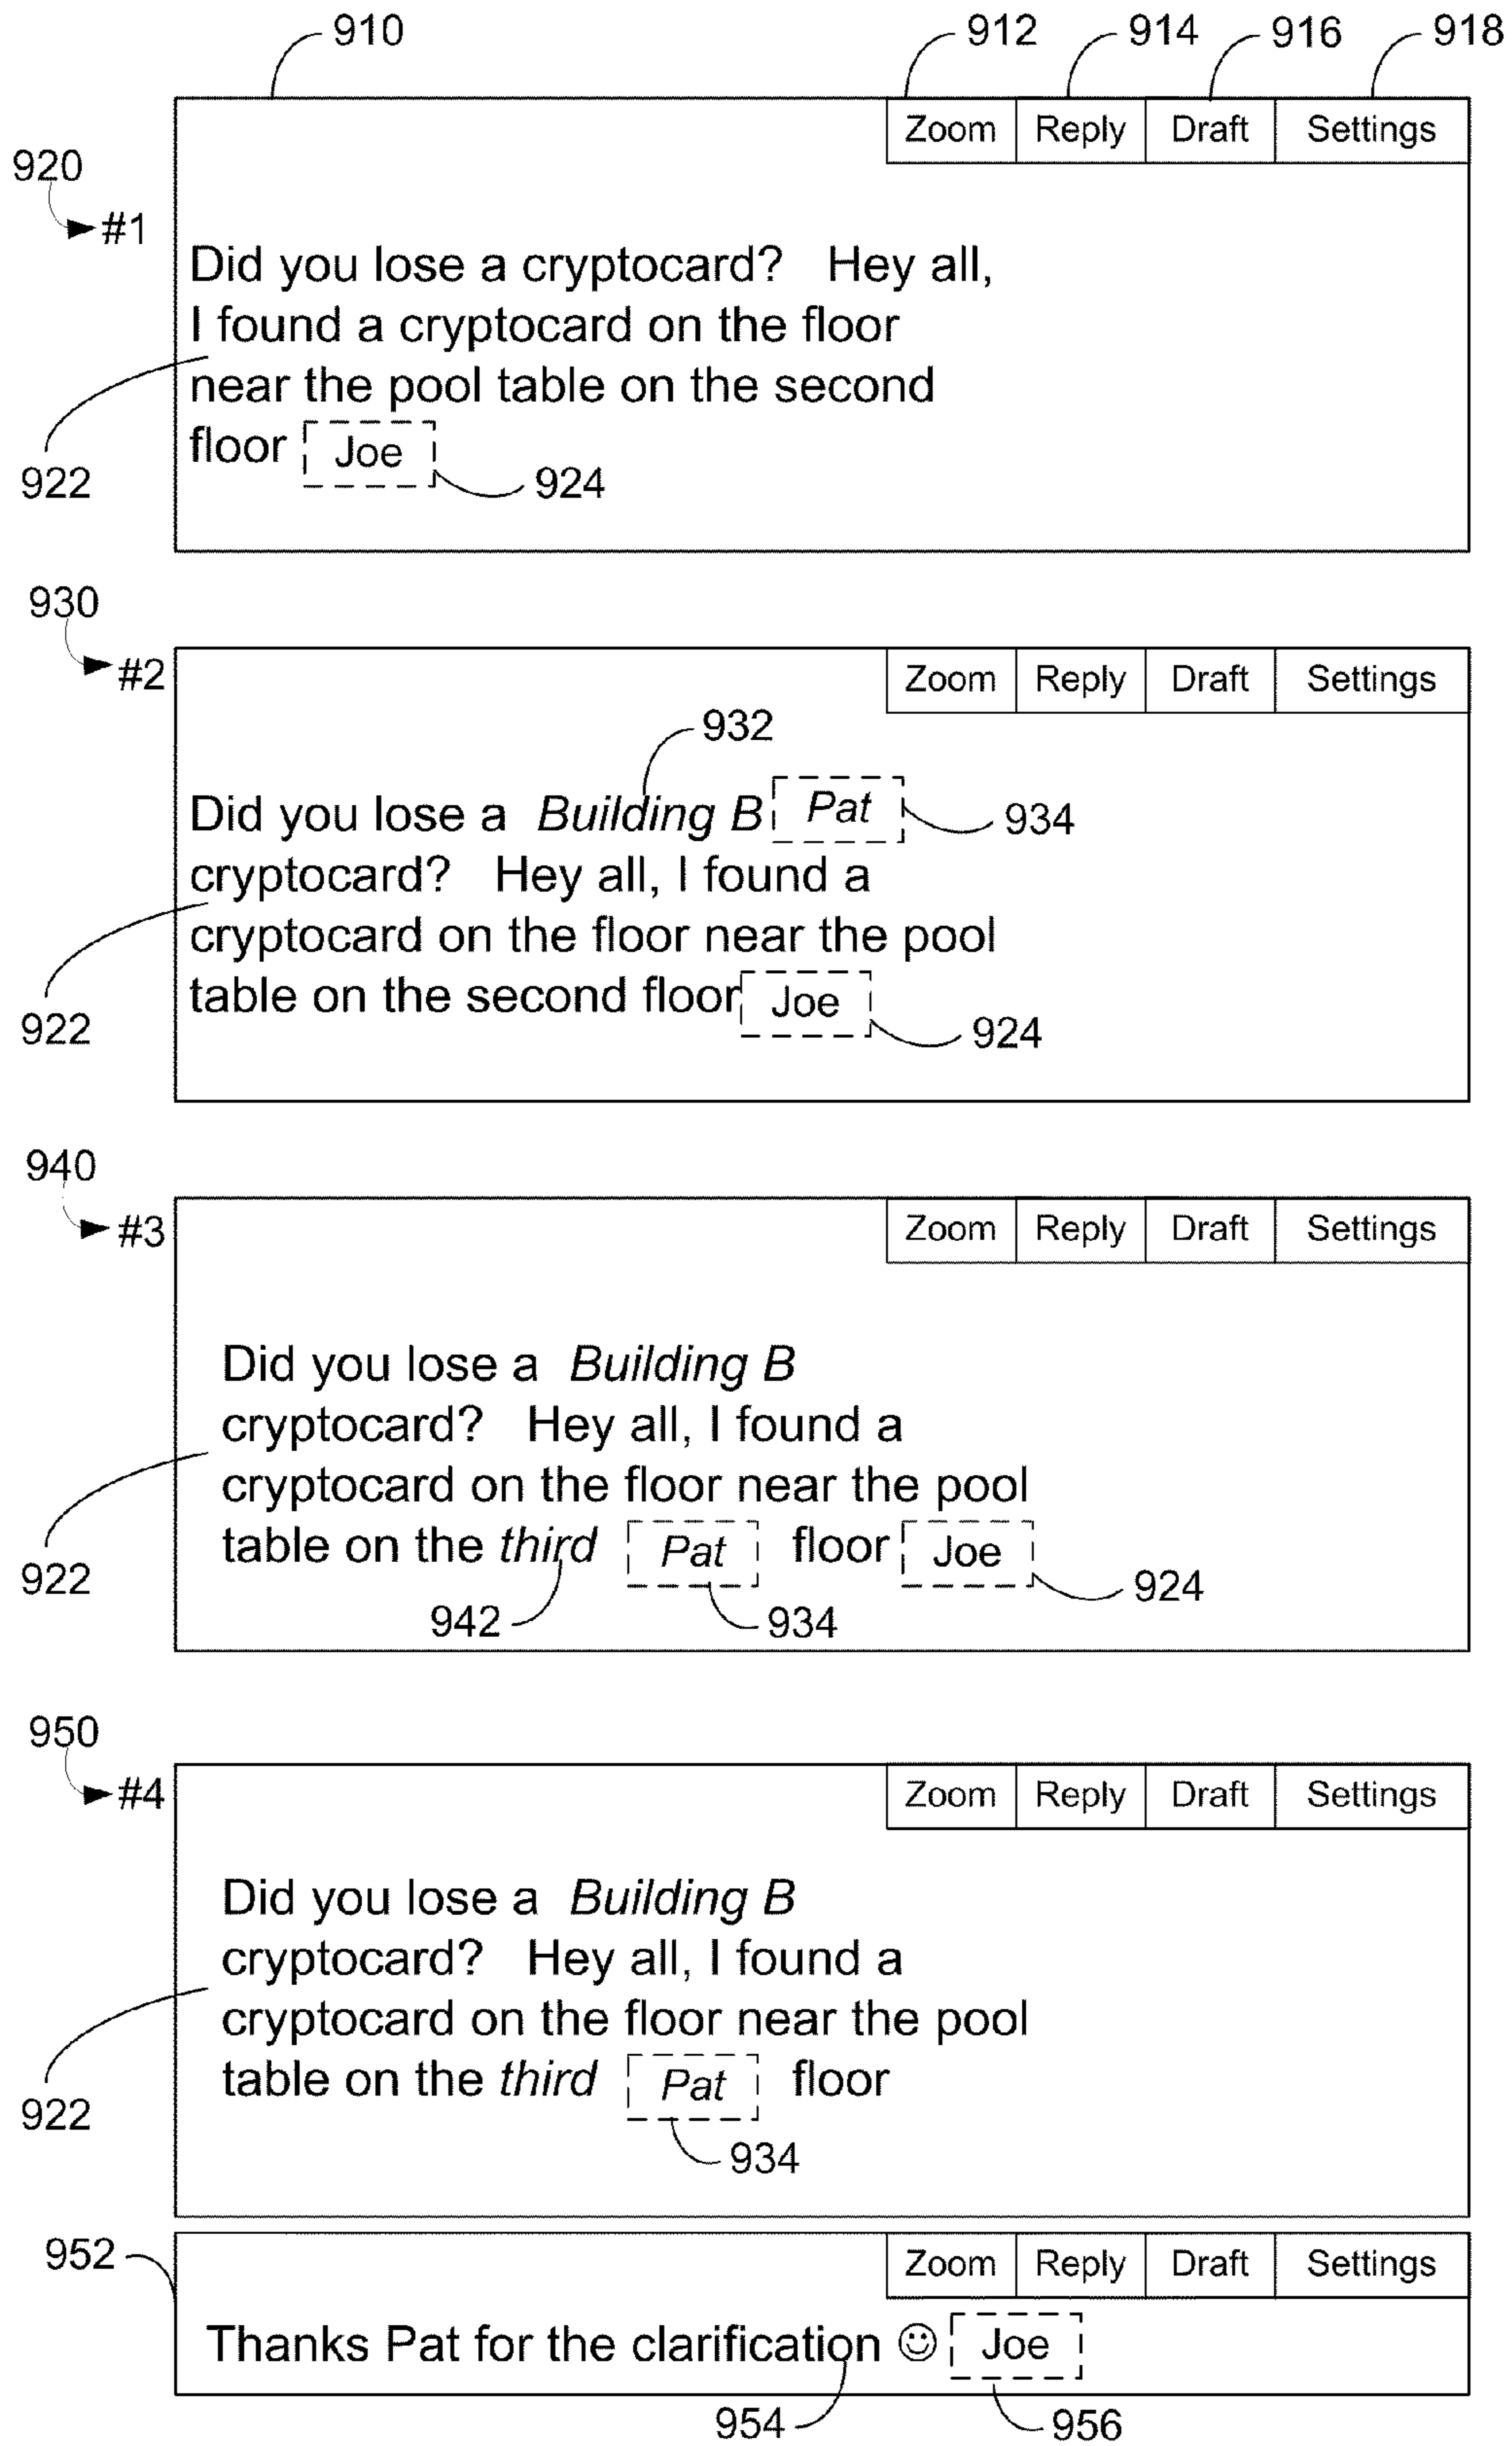 910 912 914 916 918
Zoom Reply Draft Settings
920
#1
Did you lose a cryptocard? Hey all,
I found a cryptocard on the floor
near the pool table on the second
floor Joe
922 924
930
#2
Zoom Reply Draft Settings
932
Did you lose a Building B Pat
934
cryptocard? Hey all, I found a
cryptocard on the floor near the pool
table on the second floor Joe
922 924
940
#3
Zoom Reply Draft Settings
Did you lose a Building B
cryptocard? Hey all, I found a
cryptocard on the floor near the pool
table on the third Pat floor Joe
922 924
942 934
950
#4
Zoom Reply Draft Settings
Did you lose a Building B
cryptocard? Hey all, I found a
cryptocard on the floor near the pool
table on the third Pat floor
922
934
952
Zoom Reply Draft Settings
Thanks Pat for the clarification ☺ Joe
954 956